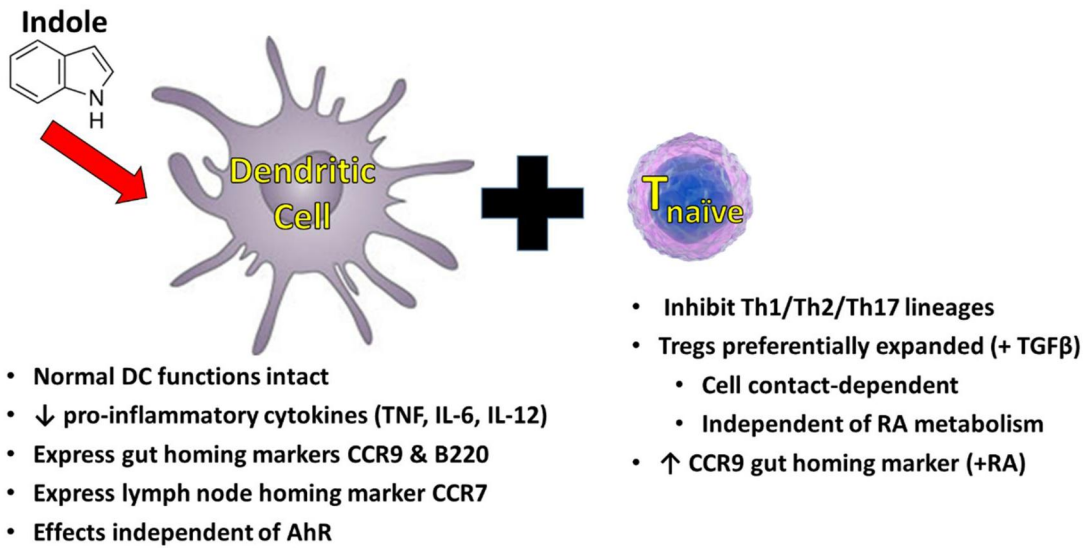 Indole
N
H
Dendritic
Cell
T naïve
• Normal DC functions intact
• ↓ pro-inflammatory cytokines (TNF, IL-6, IL-12)
• Express gut homing markers CCR9 & B220
• Express lymph node homing marker CCR7
• Effects independent of AhR
• Inhibit Th1/Th2/Th17 lineages
• Tregs preferentially expanded (+ TGFβ)
• Cell contact-dependent
• Independent of RA metabolism
• ↑ CCR9 gut homing marker (+RA)